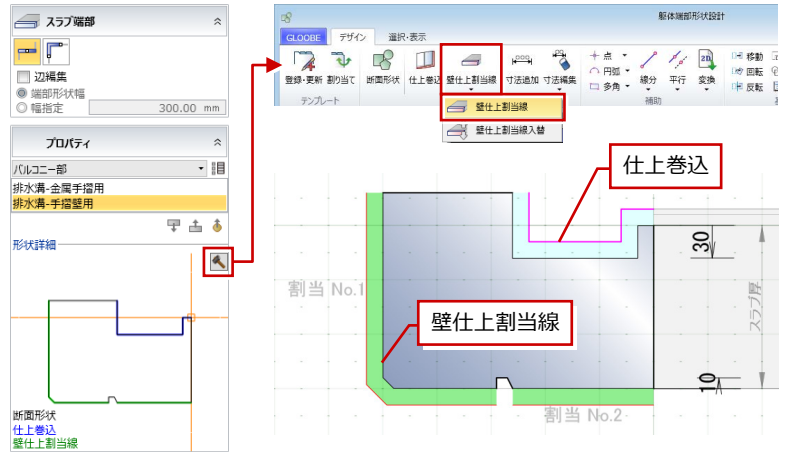 スラブ端部
辺編集
端部形状幅
幅指定
300.00 mm
プロパティ
バルコニー部
排水溝-金属手摺用
排水溝-手摺壁用
形状詳細
断面形状
仕上巻込
壁仕上割当線
躯体端部形状設計
GLOOBE デザイン 選択・表示
登録・更新 割り当て 断面形状 仕上巻込 壁仕上割当線 寸法追加 寸法編集
点
円弧
多角
線分 平行 変換
移動
回転
反転
テンプレート
補助
壁仕上割当線
壁仕上割当線入替
仕上巻込
30
割当 No.1
壁仕上割当線
スラブ厚
10
割当 No.2